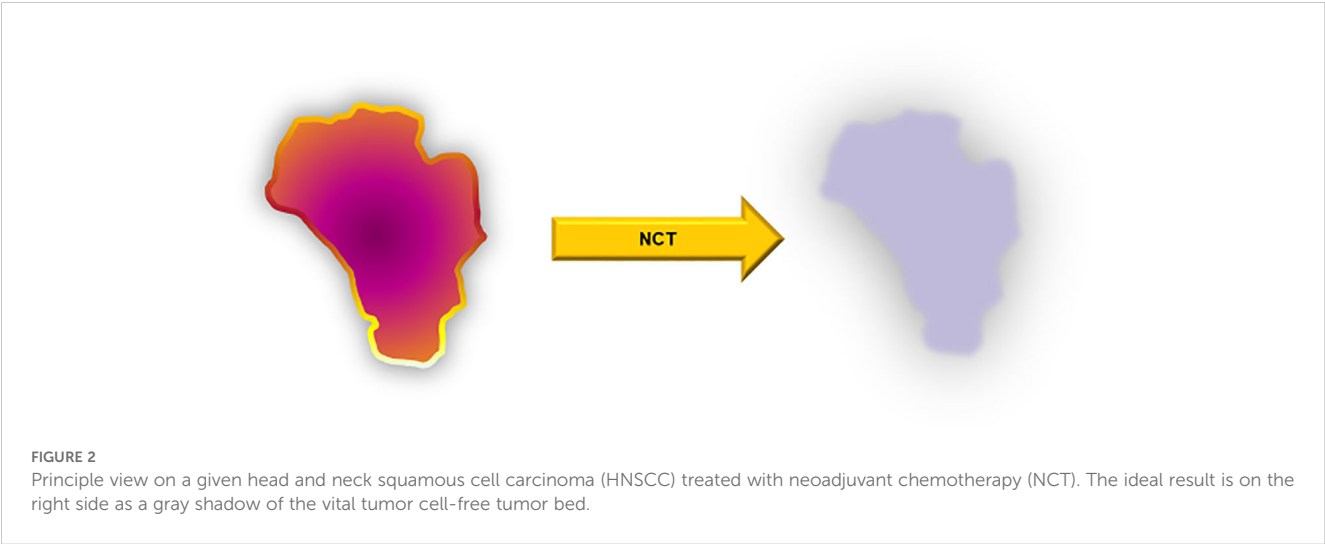 NCT
FIGURE 2
Principle view on a given head and neck squamous cell carcinoma (HNSCC) treated with neoadjuvant chemotherapy (NCT). The ideal result is on the
right side as a gray shadow of the vital tumor cell-free tumor bed.